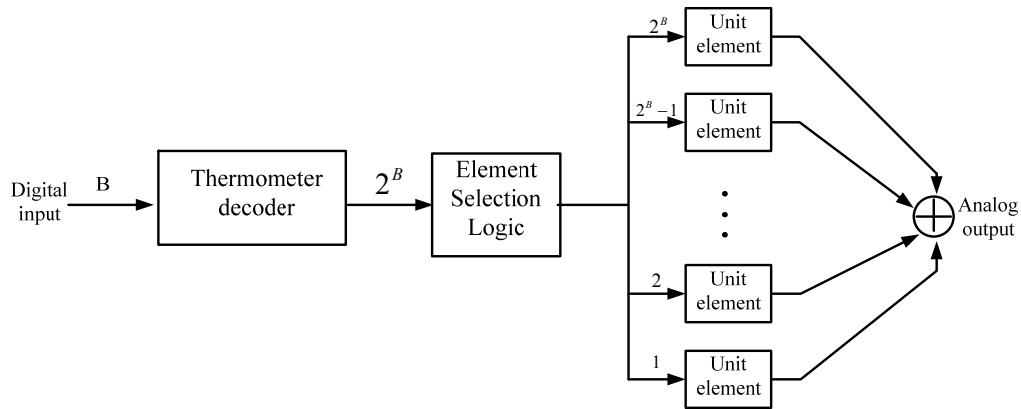 Digital
input
B
Thermometer
decoder
2^B
Element
Selection
Logic
2^B
Unit
element
2^B − 1
Unit
element
2
Unit
element
1
Unit
element
Analog
output